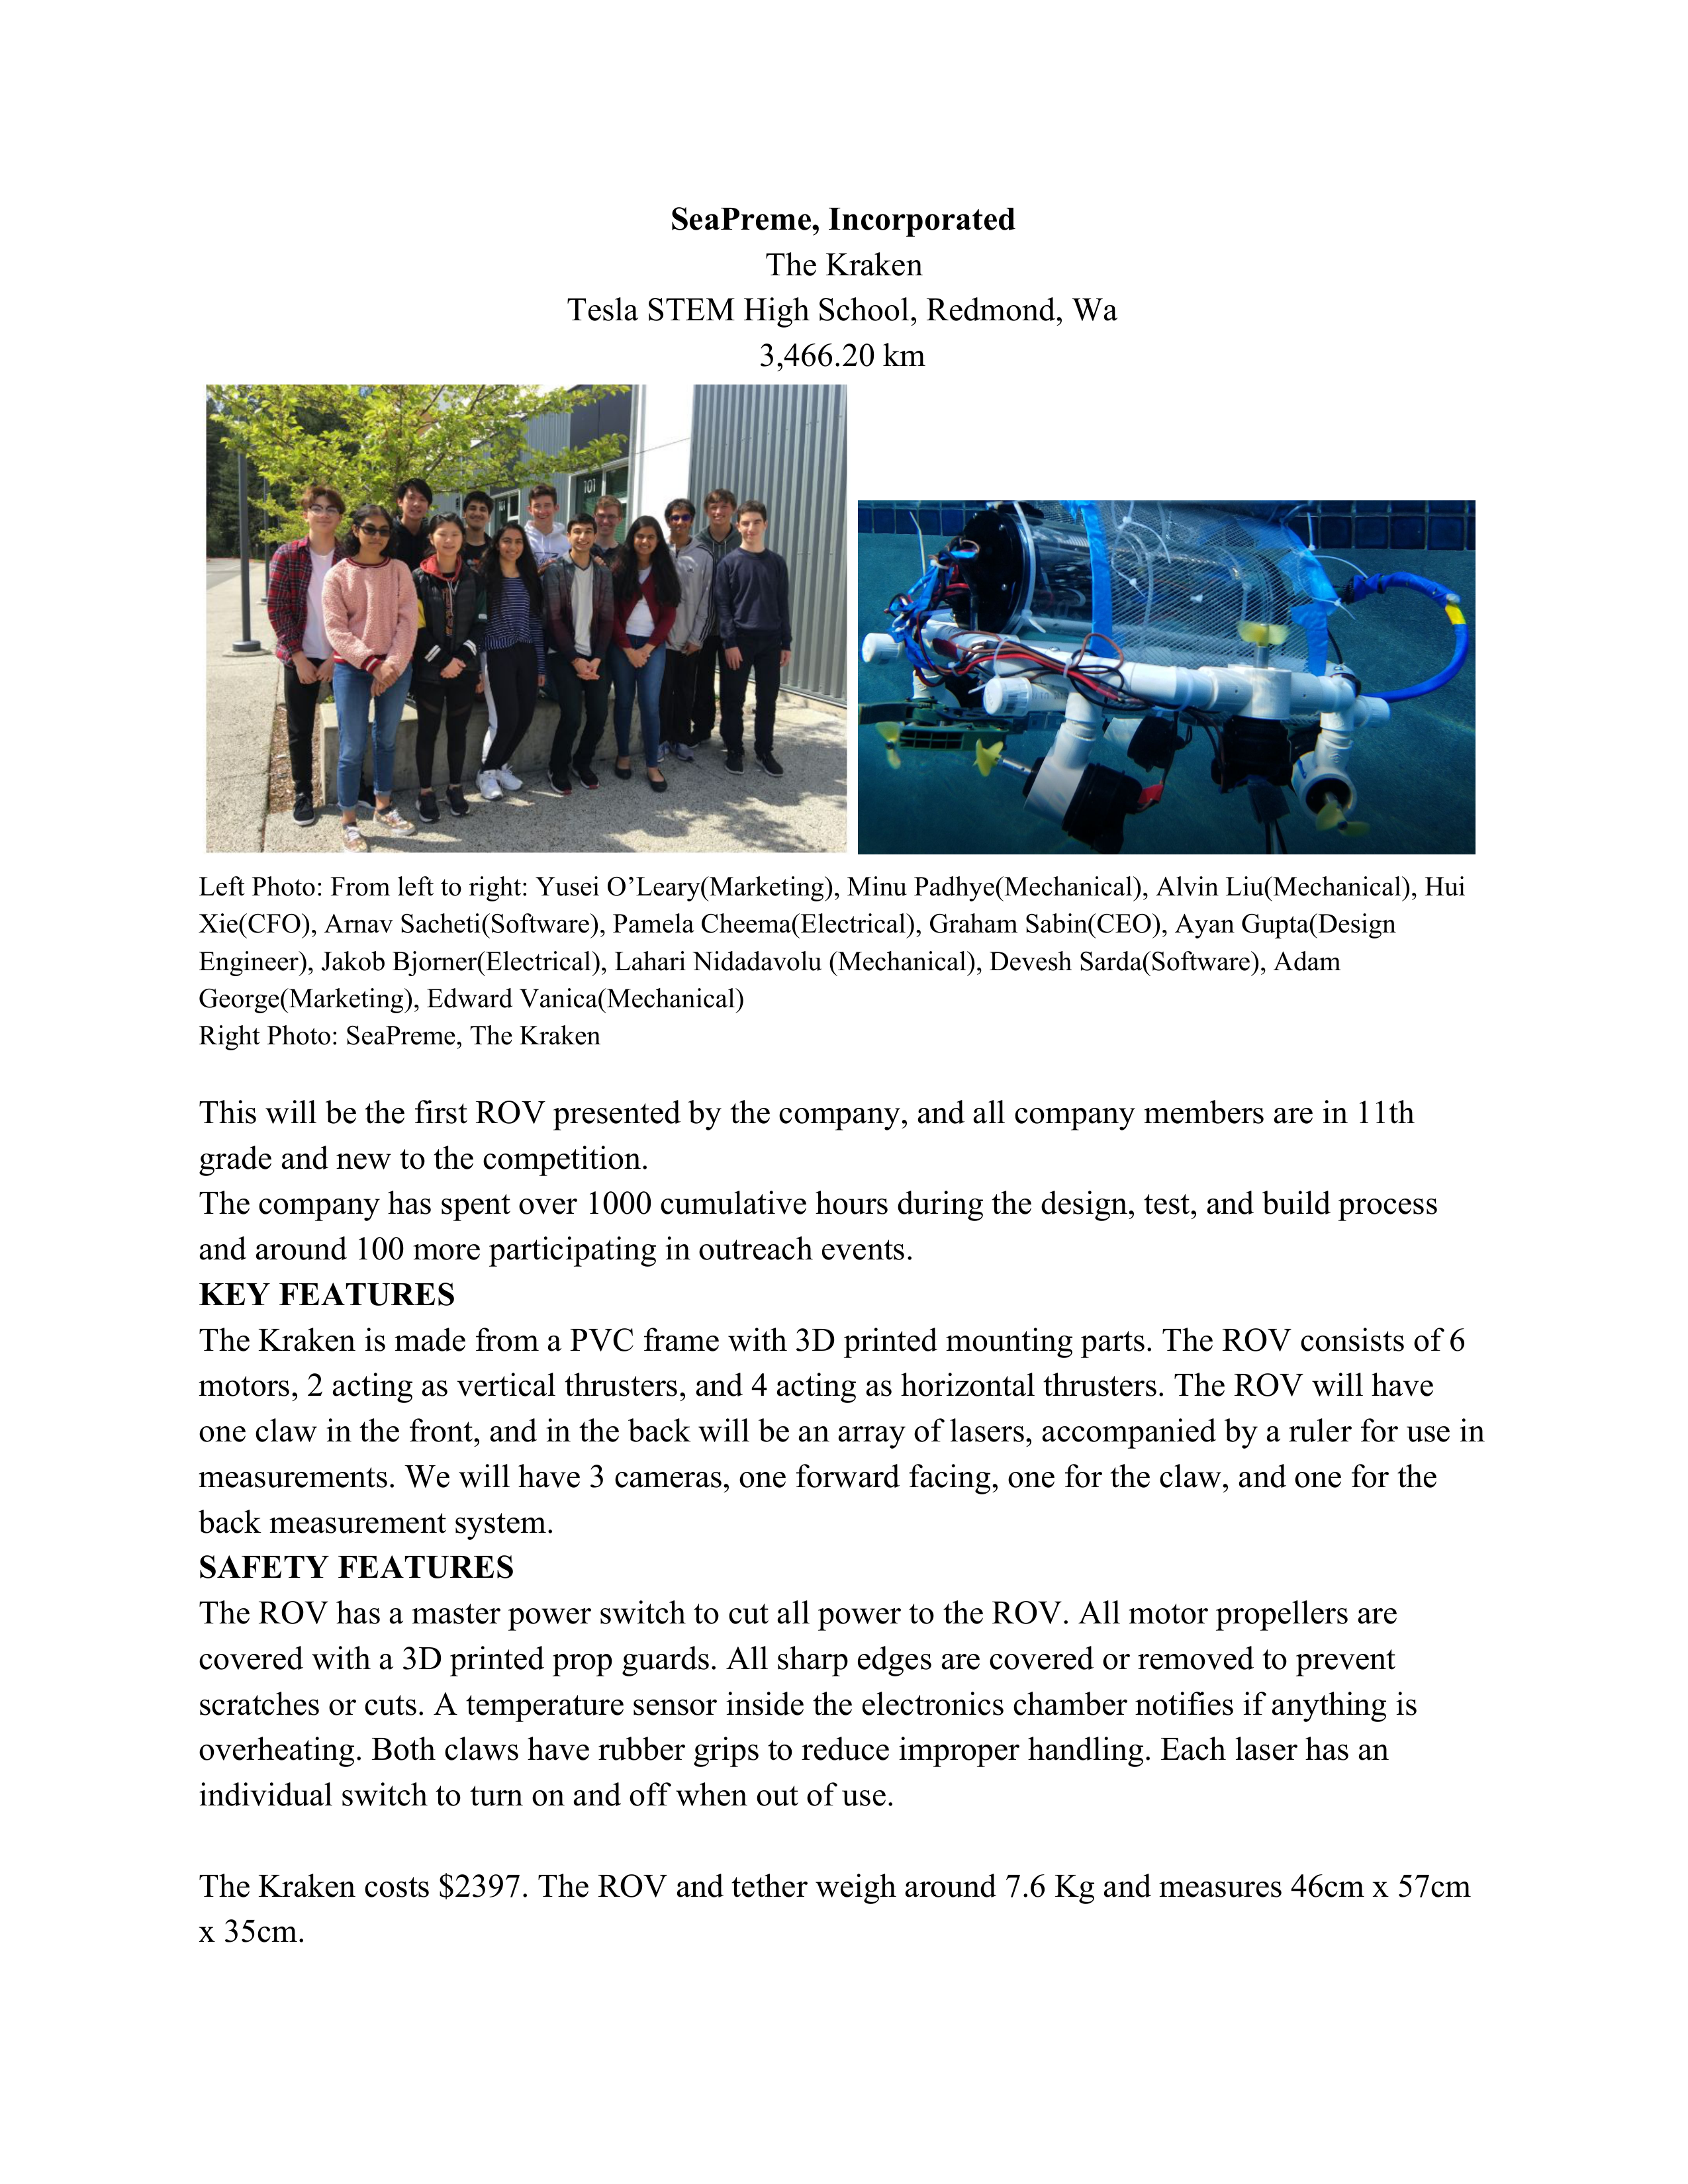 SeaPreme, Incorporated
The Kraken
Tesla STEM High School, Redmond, Wa
3,466.20 km
101
Left Photo: From left to right: Yusei O’Leary(Marketing), Minu Padhye(Mechanical), Alvin Liu(Mechanical), Hui
Xie(CFO), Arnav Sacheti(Software), Pamela Cheema(Electrical), Graham Sabin(CEO), Ayan Gupta(Design
Engineer), Jakob Bjorner(Electrical), Lahari Nidadavolu (Mechanical), Devesh Sarda(Software), Adam
George(Marketing), Edward Vanica(Mechanical)
Right Photo: SeaPreme, The Kraken
This will be the first ROV presented by the company, and all company members are in 11th
grade and new to the competition.
The company has spent over 1000 cumulative hours during the design, test, and build process
and around 100 more participating in outreach events.
KEY FEATURES
The Kraken is made from a PVC frame with 3D printed mounting parts. The ROV consists of 6
motors, 2 acting as vertical thrusters, and 4 acting as horizontal thrusters. The ROV will have
one claw in the front, and in the back will be an array of lasers, accompanied by a ruler for use in
measurements. We will have 3 cameras, one forward facing, one for the claw, and one for the
back measurement system.
SAFETY FEATURES
The ROV has a master power switch to cut all power to the ROV. All motor propellers are
covered with a 3D printed prop guards. All sharp edges are covered or removed to prevent
scratches or cuts. A temperature sensor inside the electronics chamber notifies if anything is
overheating. Both claws have rubber grips to reduce improper handling. Each laser has an
individual switch to turn on and off when out of use.
The Kraken costs $2397. The ROV and tether weigh around 7.6 Kg and measures 46cm x 57cm
x 35cm.